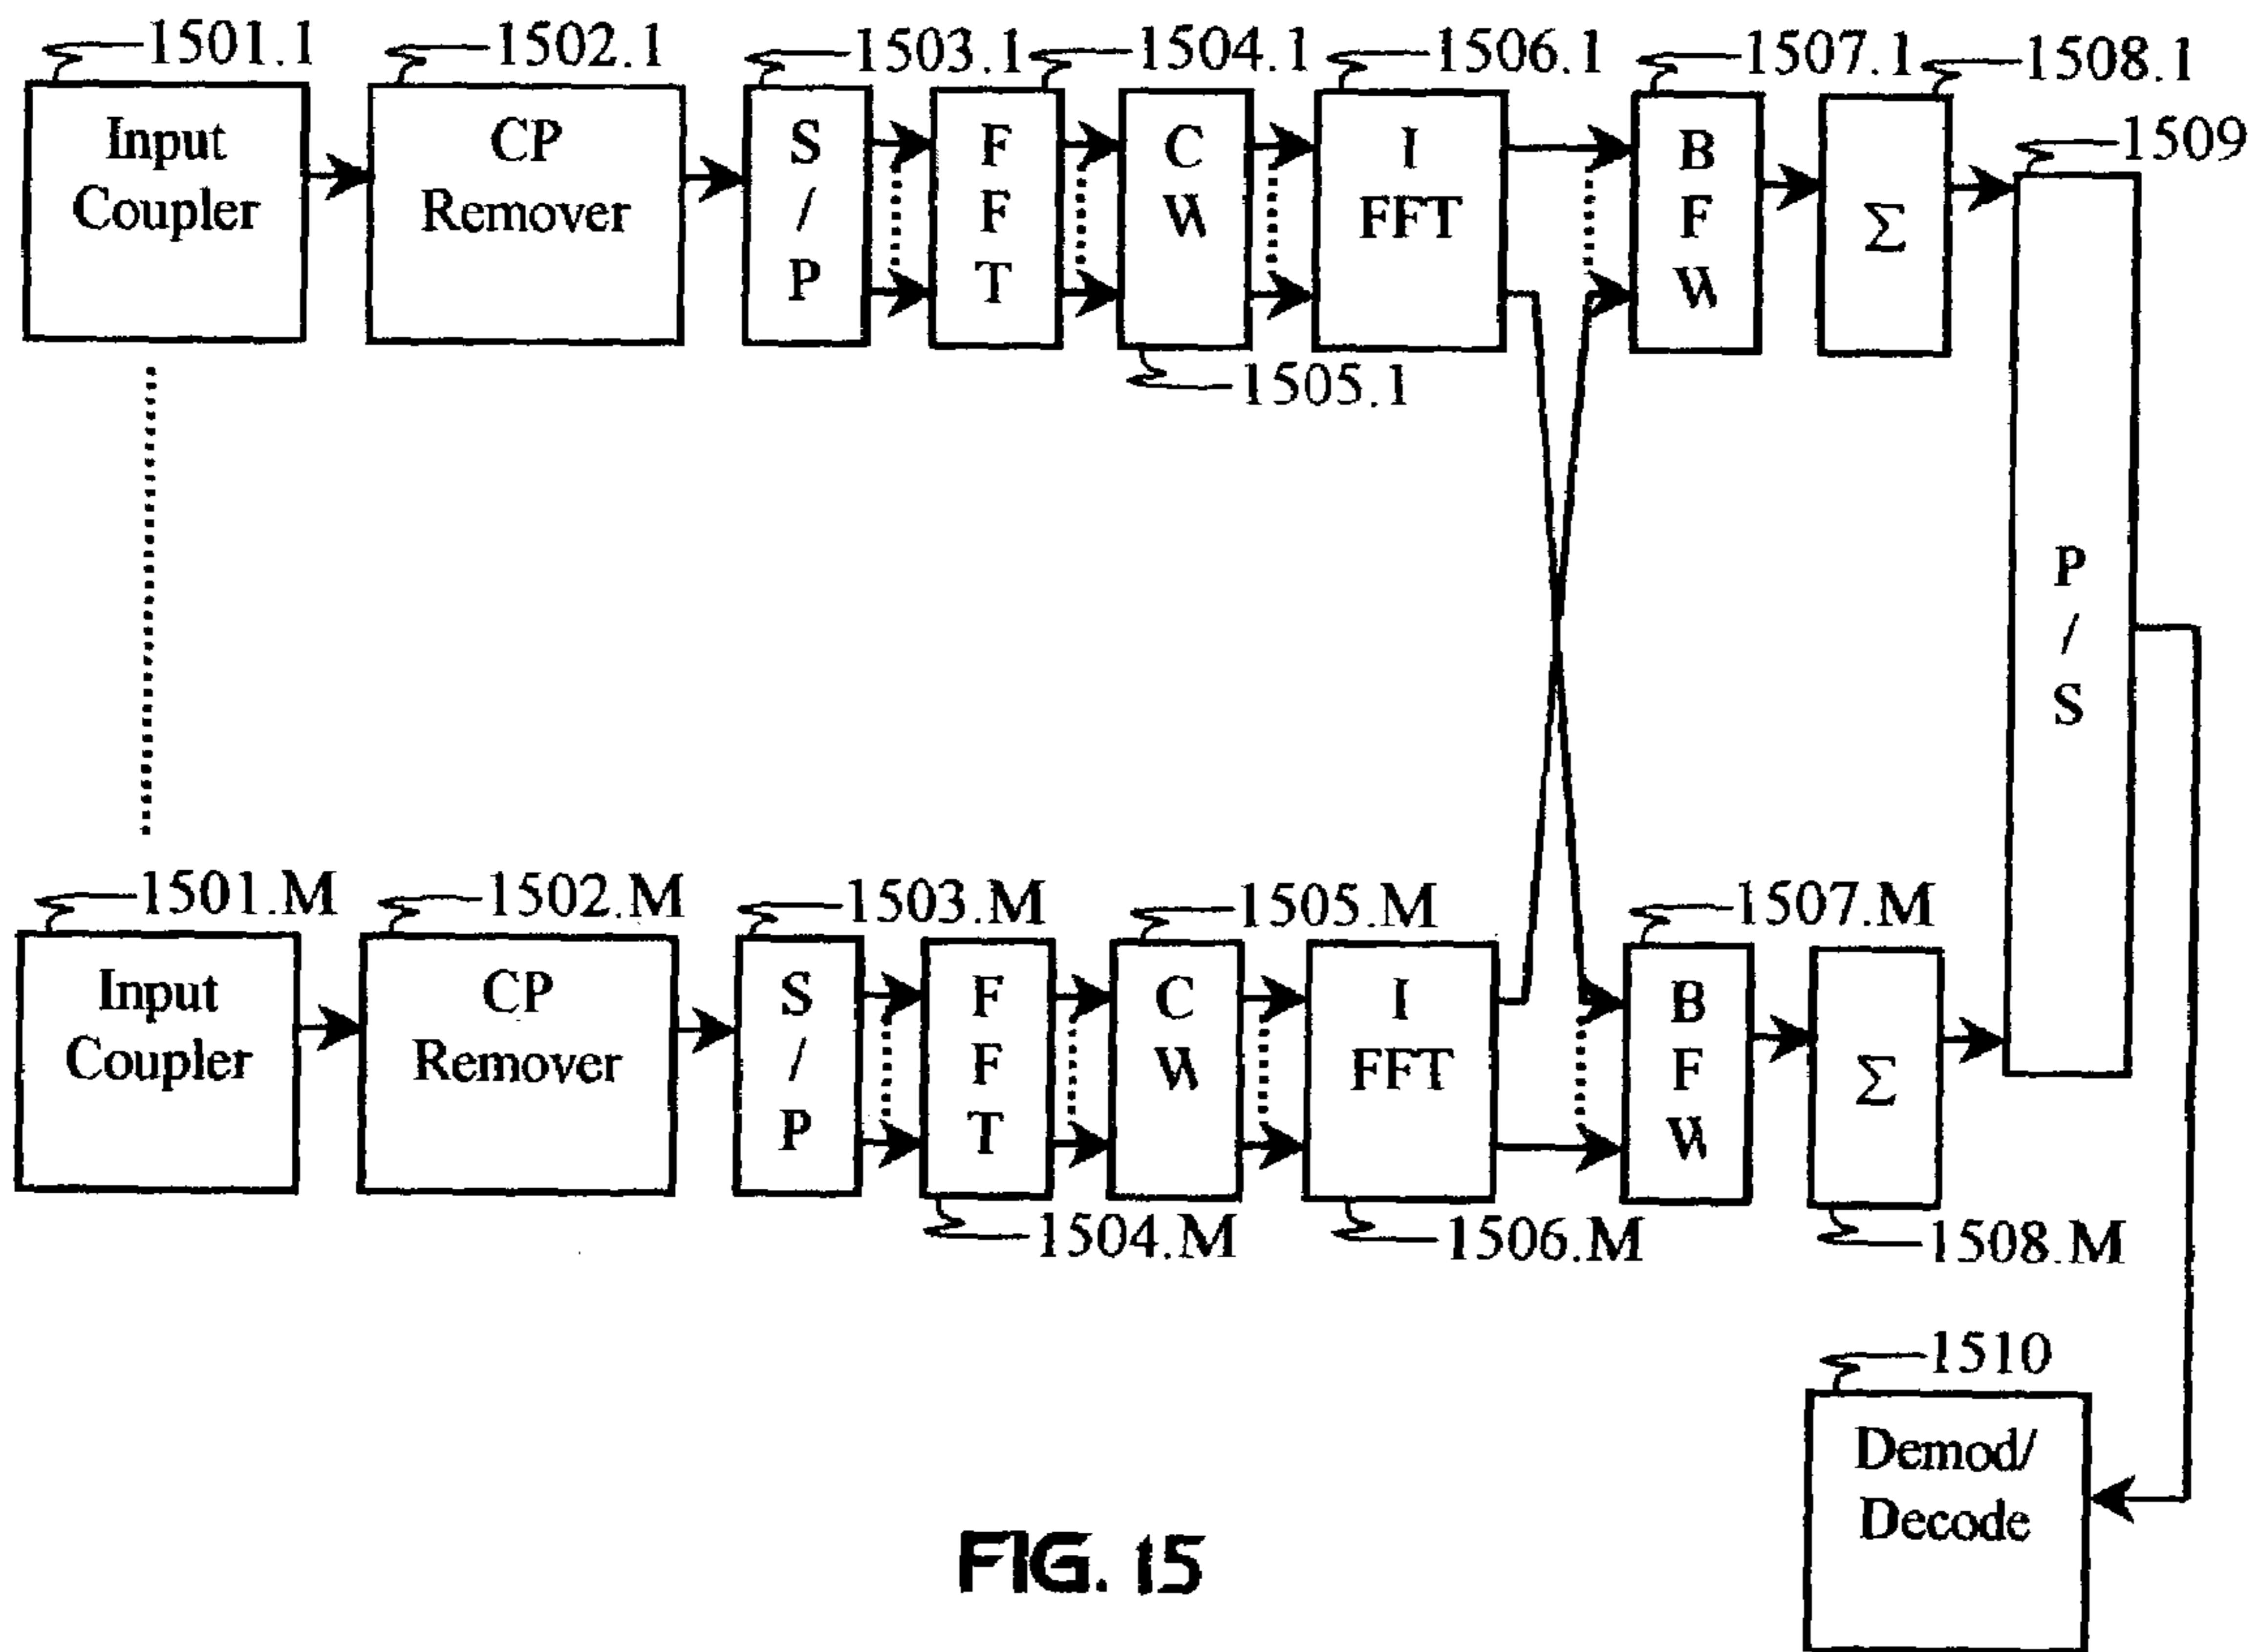 1501.1
1502.1
1503.1
1504.1
1506.1
1507.1
1508.1
1509
Input
Coupler
CP
Remover
S
/
P
F
F
T
C
W
I
FFT
B
F
W
Σ
1505.1
P
/
S
1501.M
1502.M
1503.M
1505.M
1507.M
Input
Coupler
CP
Remover
S
/
P
F
F
T
C
W
I
FFT
B
F
W
Σ
1504.M
1506.M
1508.M
1510
Demod/
Decode
FIG. 15